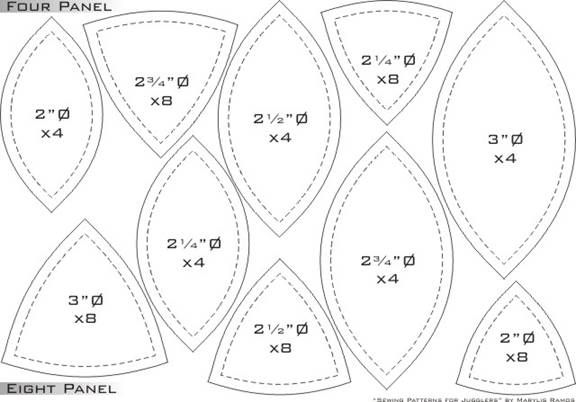 FOUR PANEL
2"Ø
x4
2¾"Ø
x8
2½"Ø
x4
2¼"Ø
x8
3"Ø
x4
2¼"Ø
x4
2¾"Ø
x4
3"Ø
x8
2½"Ø
x8
2"Ø
x8
EIGHT PANEL
"SEWING PATTERNS FOR JUGGLERS" BY MARYLIS RAMOS